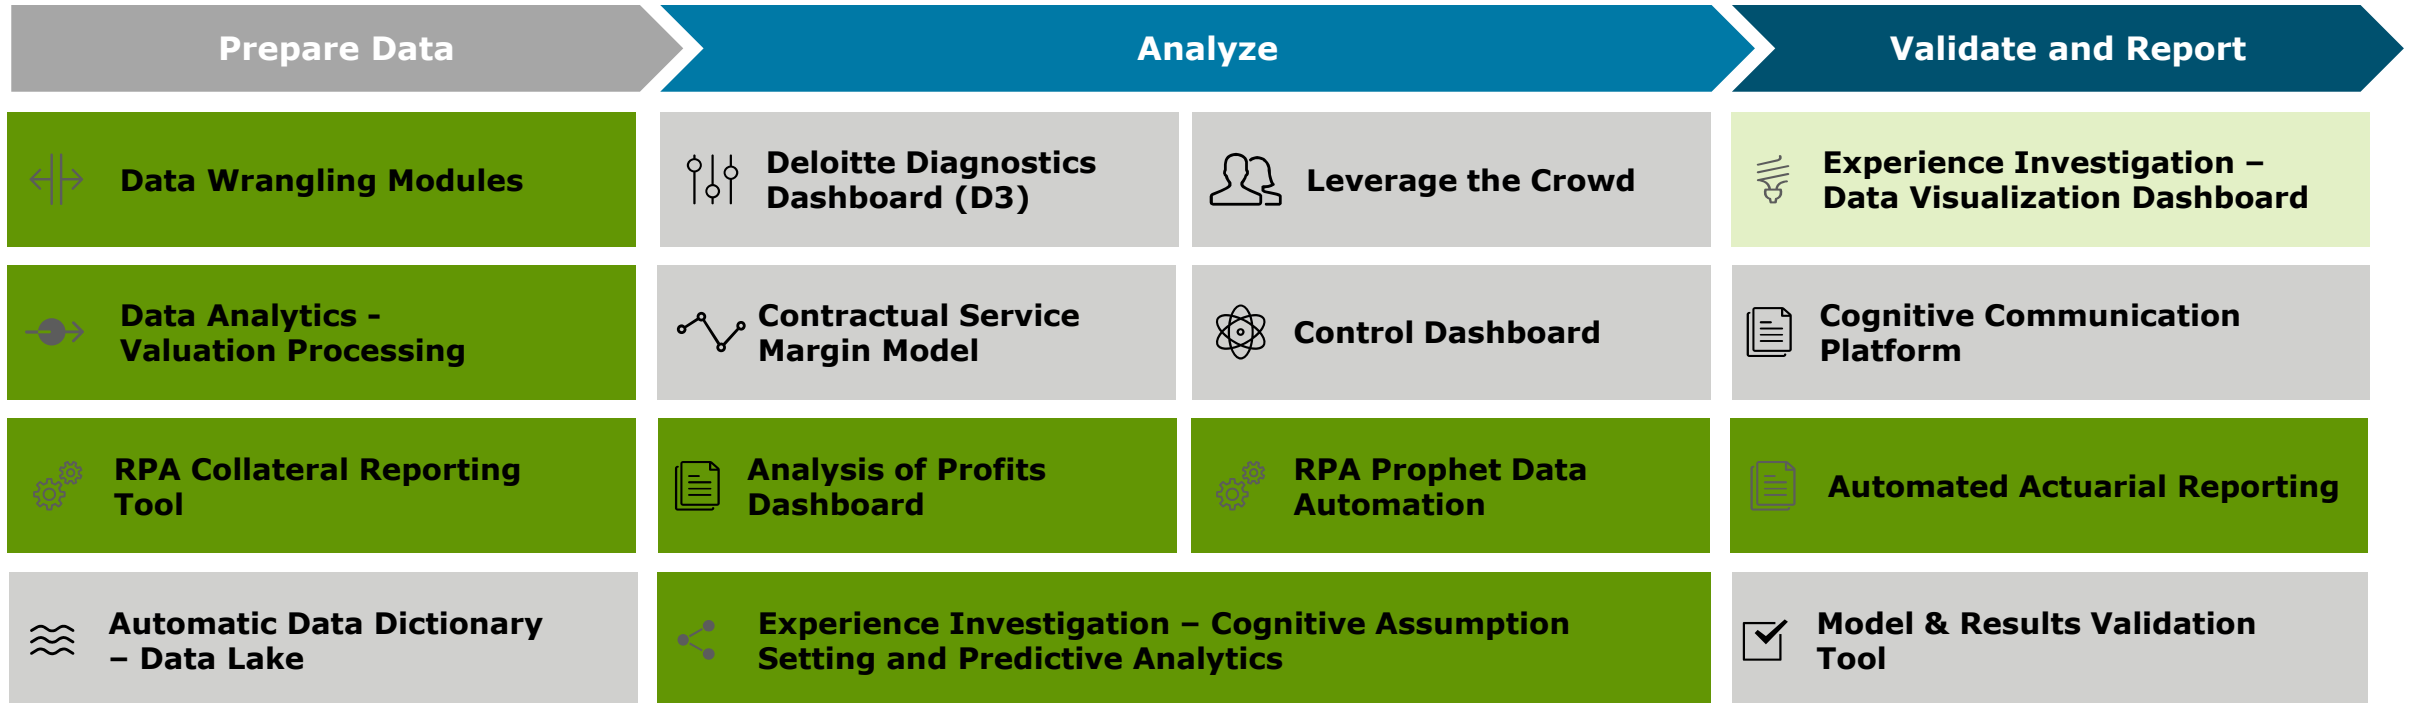 Prepare Data
Analyze
Validate and Report
Data Wrangling Modules
Deloitte Diagnostics
Dashboard (D3)
Leverage the Crowd
Experience Investigation –
Data Visualization Dashboard
Data Analytics -
Valuation Processing
Contractual Service
Margin Model
Control Dashboard
Cognitive Communication
Platform
RPA Collateral Reporting
Tool
Analysis of Profits
Dashboard
RPA Prophet Data
Automation
Automated Actuarial Reporting
Automatic Data Dictionary
– Data Lake
Experience Investigation – Cognitive Assumption
Setting and Predictive Analytics
Model & Results Validation
Tool